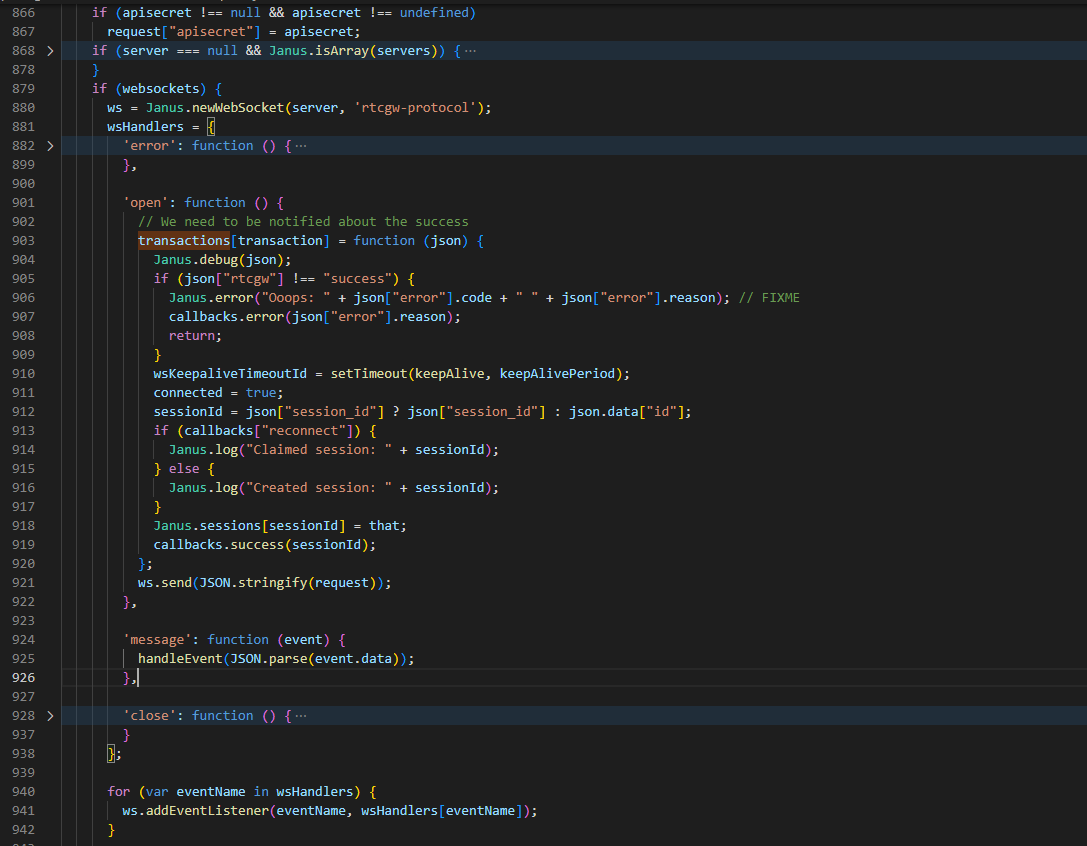 866 if (apisecret !== null && apisecret !== undefined)
867 request["apisecret"] = apisecret;
868 if (server === null && Janus.isArray(servers)) { ···
878 }
879 if (websockets) {
880 ws = Janus.newWebSocket(server, 'rtcgw-protocol');
881 wsHandlers = {
882 'error': function () { ···
899 },
900
901 'open': function () {
902 // We need to be notified about the success
903 transactions[transaction] = function (json) {
904 Janus.debug(json);
905 if (json["rtcgw"] !== "success") {
906 Janus.error("Ooops: " + json["error"].code + " " + json["error"].reason); // FIXME
907 callbacks.error(json["error"].reason);
908 return;
909 }
910 wsKeepaliveTimeoutId = setTimeout(keepAlive, keepAlivePeriod);
911 connected = true;
912 sessionId = json["session_id"] ? json["session_id"] : json.data["id"];
913 if (callbacks["reconnect"]) {
914 Janus.log("Claimed session: " + sessionId);
915 } else {
916 Janus.log("Created session: " + sessionId);
917 }
918 Janus.sessions[sessionId] = that;
919 callbacks.success(sessionId);
920 };
921 ws.send(JSON.stringify(request));
922 },
923
924 'message': function (event) {
925 handleEvent(JSON.parse(event.data));
926 },
927
928 'close': function () { ···
937 }
938 };
939
940 for (var eventName in wsHandlers) {
941 ws.addEventListener(eventName, wsHandlers[eventName]);
942 }